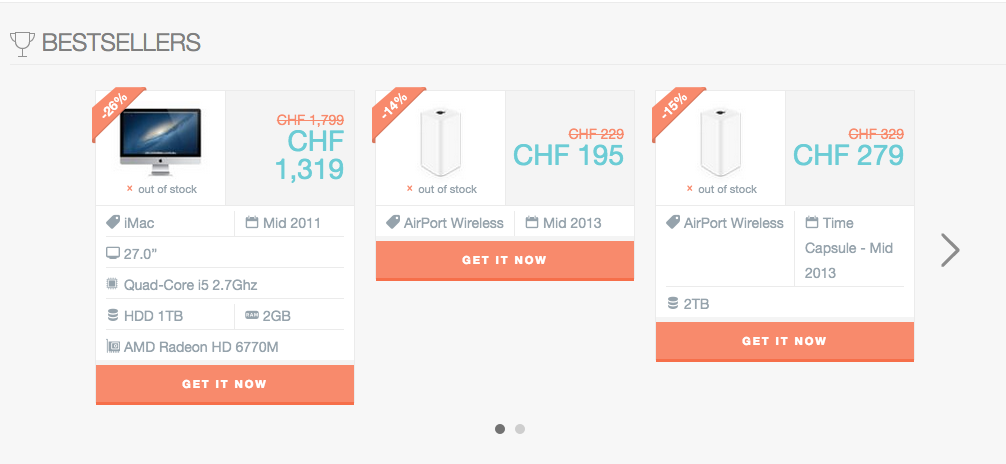 BESTSELLERS
-26%
CHF 1,799
CHF
1,319
× out of stock
iMac
Mid 2011
27.0"
Quad-Core i5 2.7Ghz
HDD 1TB
RAM 2GB
AMD Radeon HD 6770M
GET IT NOW
-14%
CHF 229
CHF 195
× out of stock
AirPort Wireless
Mid 2013
GET IT NOW
-15%
CHF 329
CHF 279
× out of stock
AirPort Wireless
Time
Capsule - Mid
2013
2TB
GET IT NOW